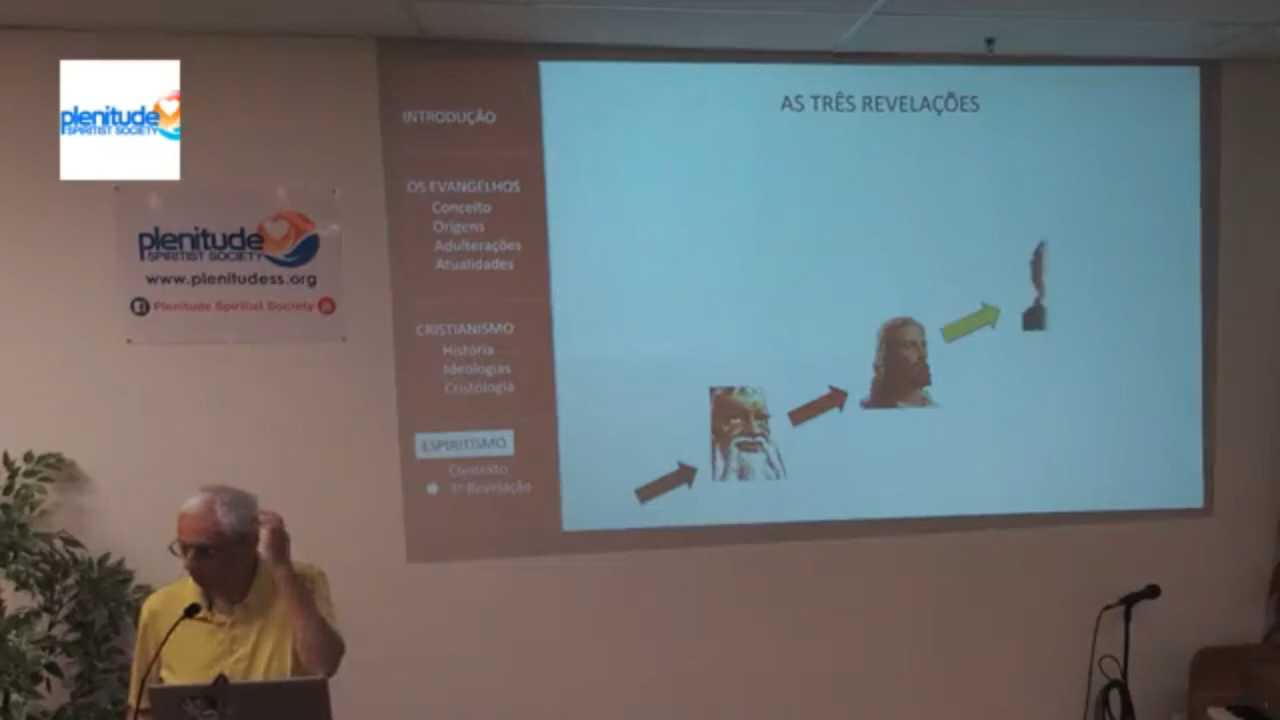 plenitude
SPIRITIST SOCIETY
plenitude
SPIRITIST SOCIETY
www.plenitudess.org
Plenitude Spiritist Society
INTRODUÇÃO
OS EVANGELHOS
Conceito
Origens
Adulterações
Atualidades
CRISTIANISMO
História
Ideologias
Cristologia
ESPIRITISMO
3ª Revelação
AS TRÊS REVELAÇÕES